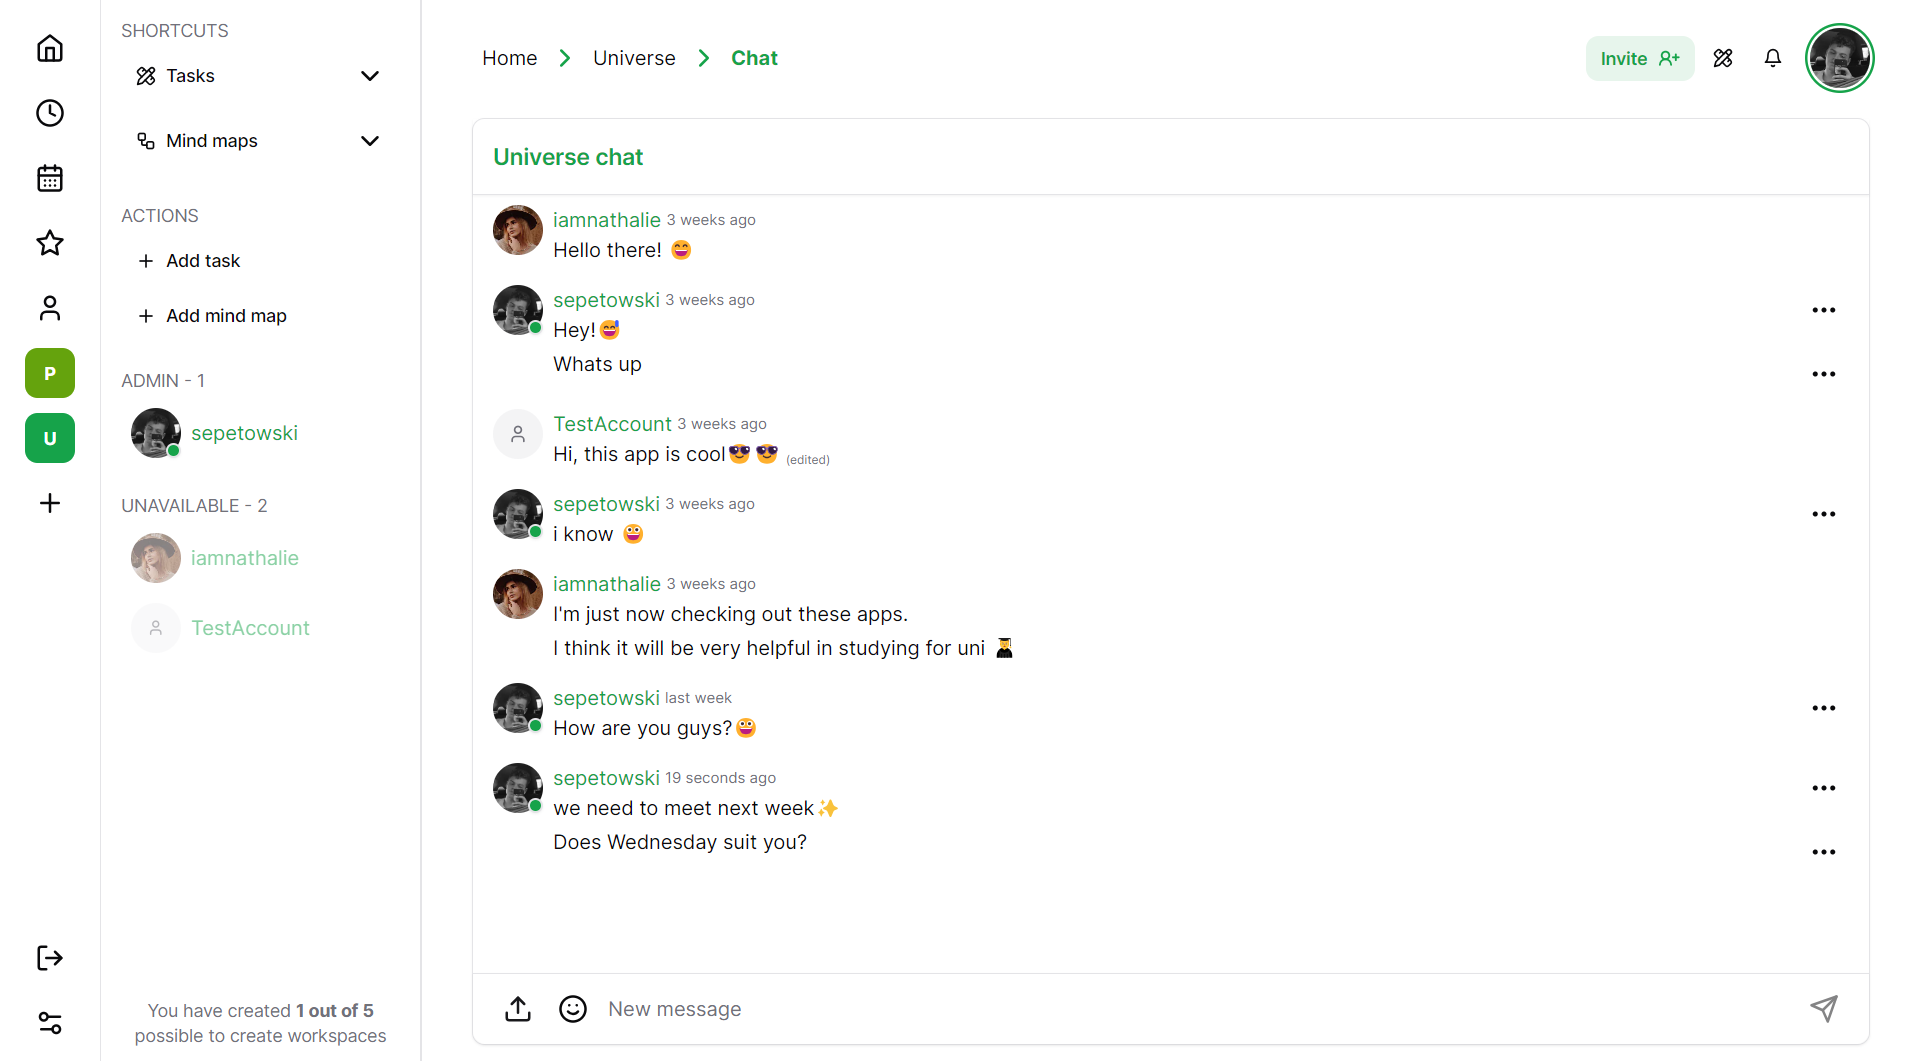 SHORTCUTS
Tasks
Mind maps
ACTIONS
Add task
Add mind map
ADMIN - 1
sepetowski
UNAVAILABLE - 2
iamnathalie
TestAccount
P
U
You have created 1 out of 5
possible to create workspaces
Home Universe Chat
Invite
Universe chat
iamnathalie 3 weeks ago
Hello there! 😄
sepetowski 3 weeks ago
Hey!😅
Whats up
TestAccount 3 weeks ago
Hi, this app is cool😎😎 (edited)
sepetowski 3 weeks ago
i know 😀
iamnathalie 3 weeks ago
I'm just now checking out these apps.
I think it will be very helpful in studying for uni 👨‍🎓
sepetowski last week
How are you guys?😀
sepetowski 19 seconds ago
we need to meet next week✨
Does Wednesday suit you?
New message